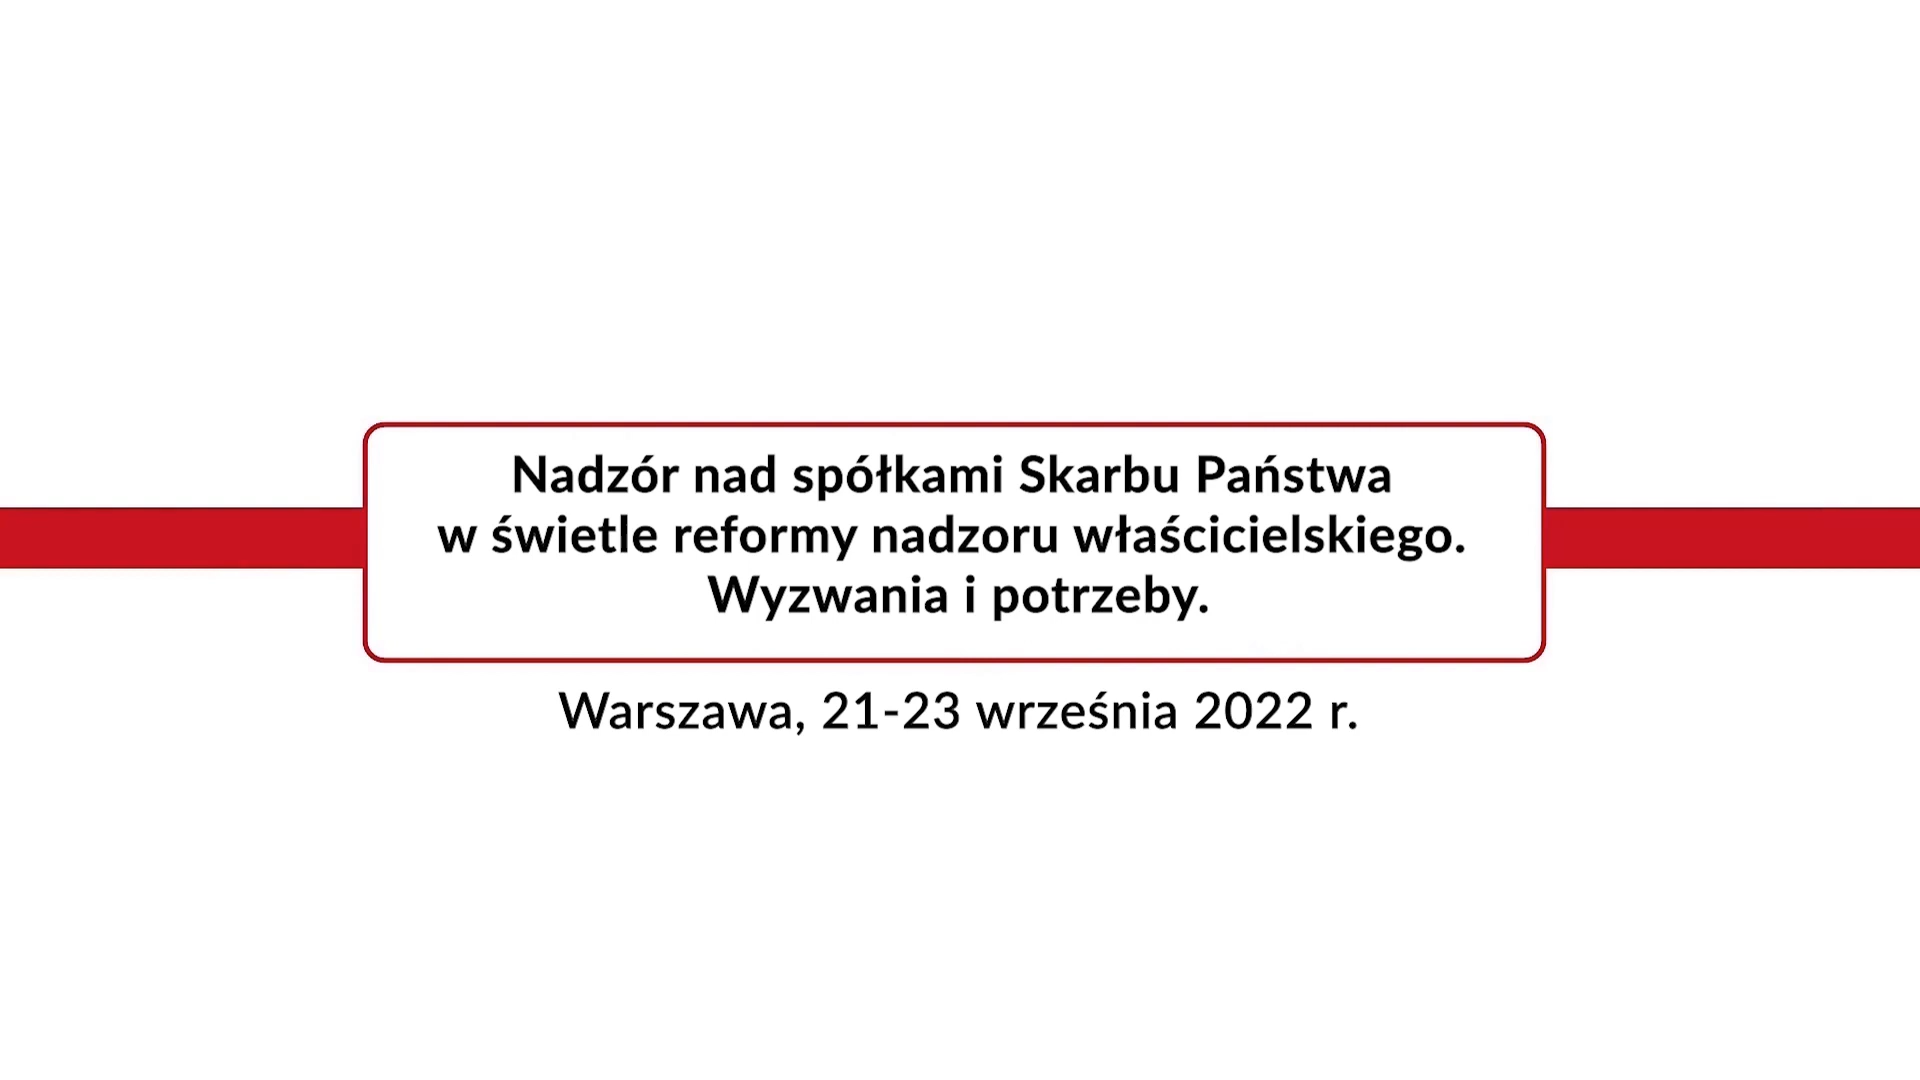 Nadzór nad spółkami Skarbu Państwa
w świetle reformy nadzoru właścicielskiego.
Wyzwania i potrzeby.
Warszawa, 21-23 września 2022 r.